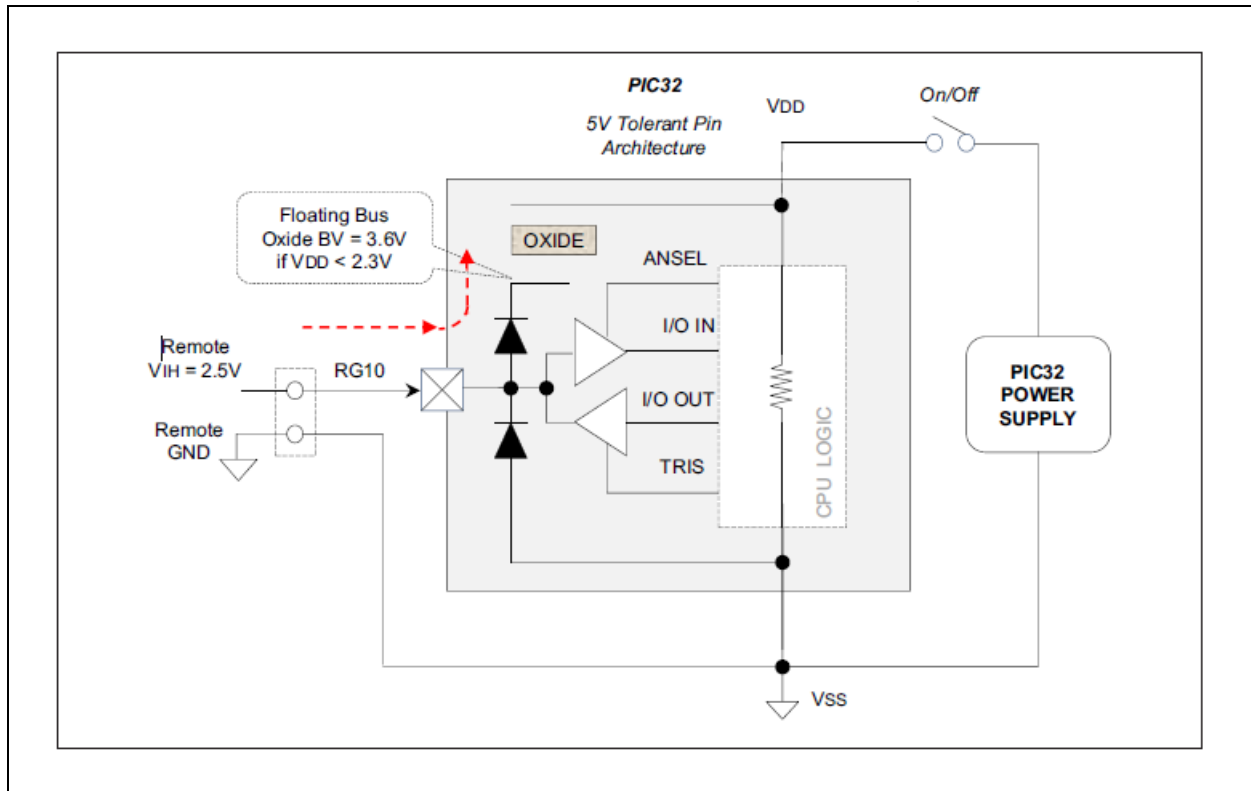 PIC32
5V Tolerant Pin
Architecture
VDD
On/Off
Floating Bus
Oxide BV = 3.6V
if VDD < 2.3V
OXIDE
ANSEL
I/O IN
Remote
VIH = 2.5V
RG10
I/O OUT
Remote
GND
TRIS
CPU LOGIC
PIC32
POWER
SUPPLY
VSS